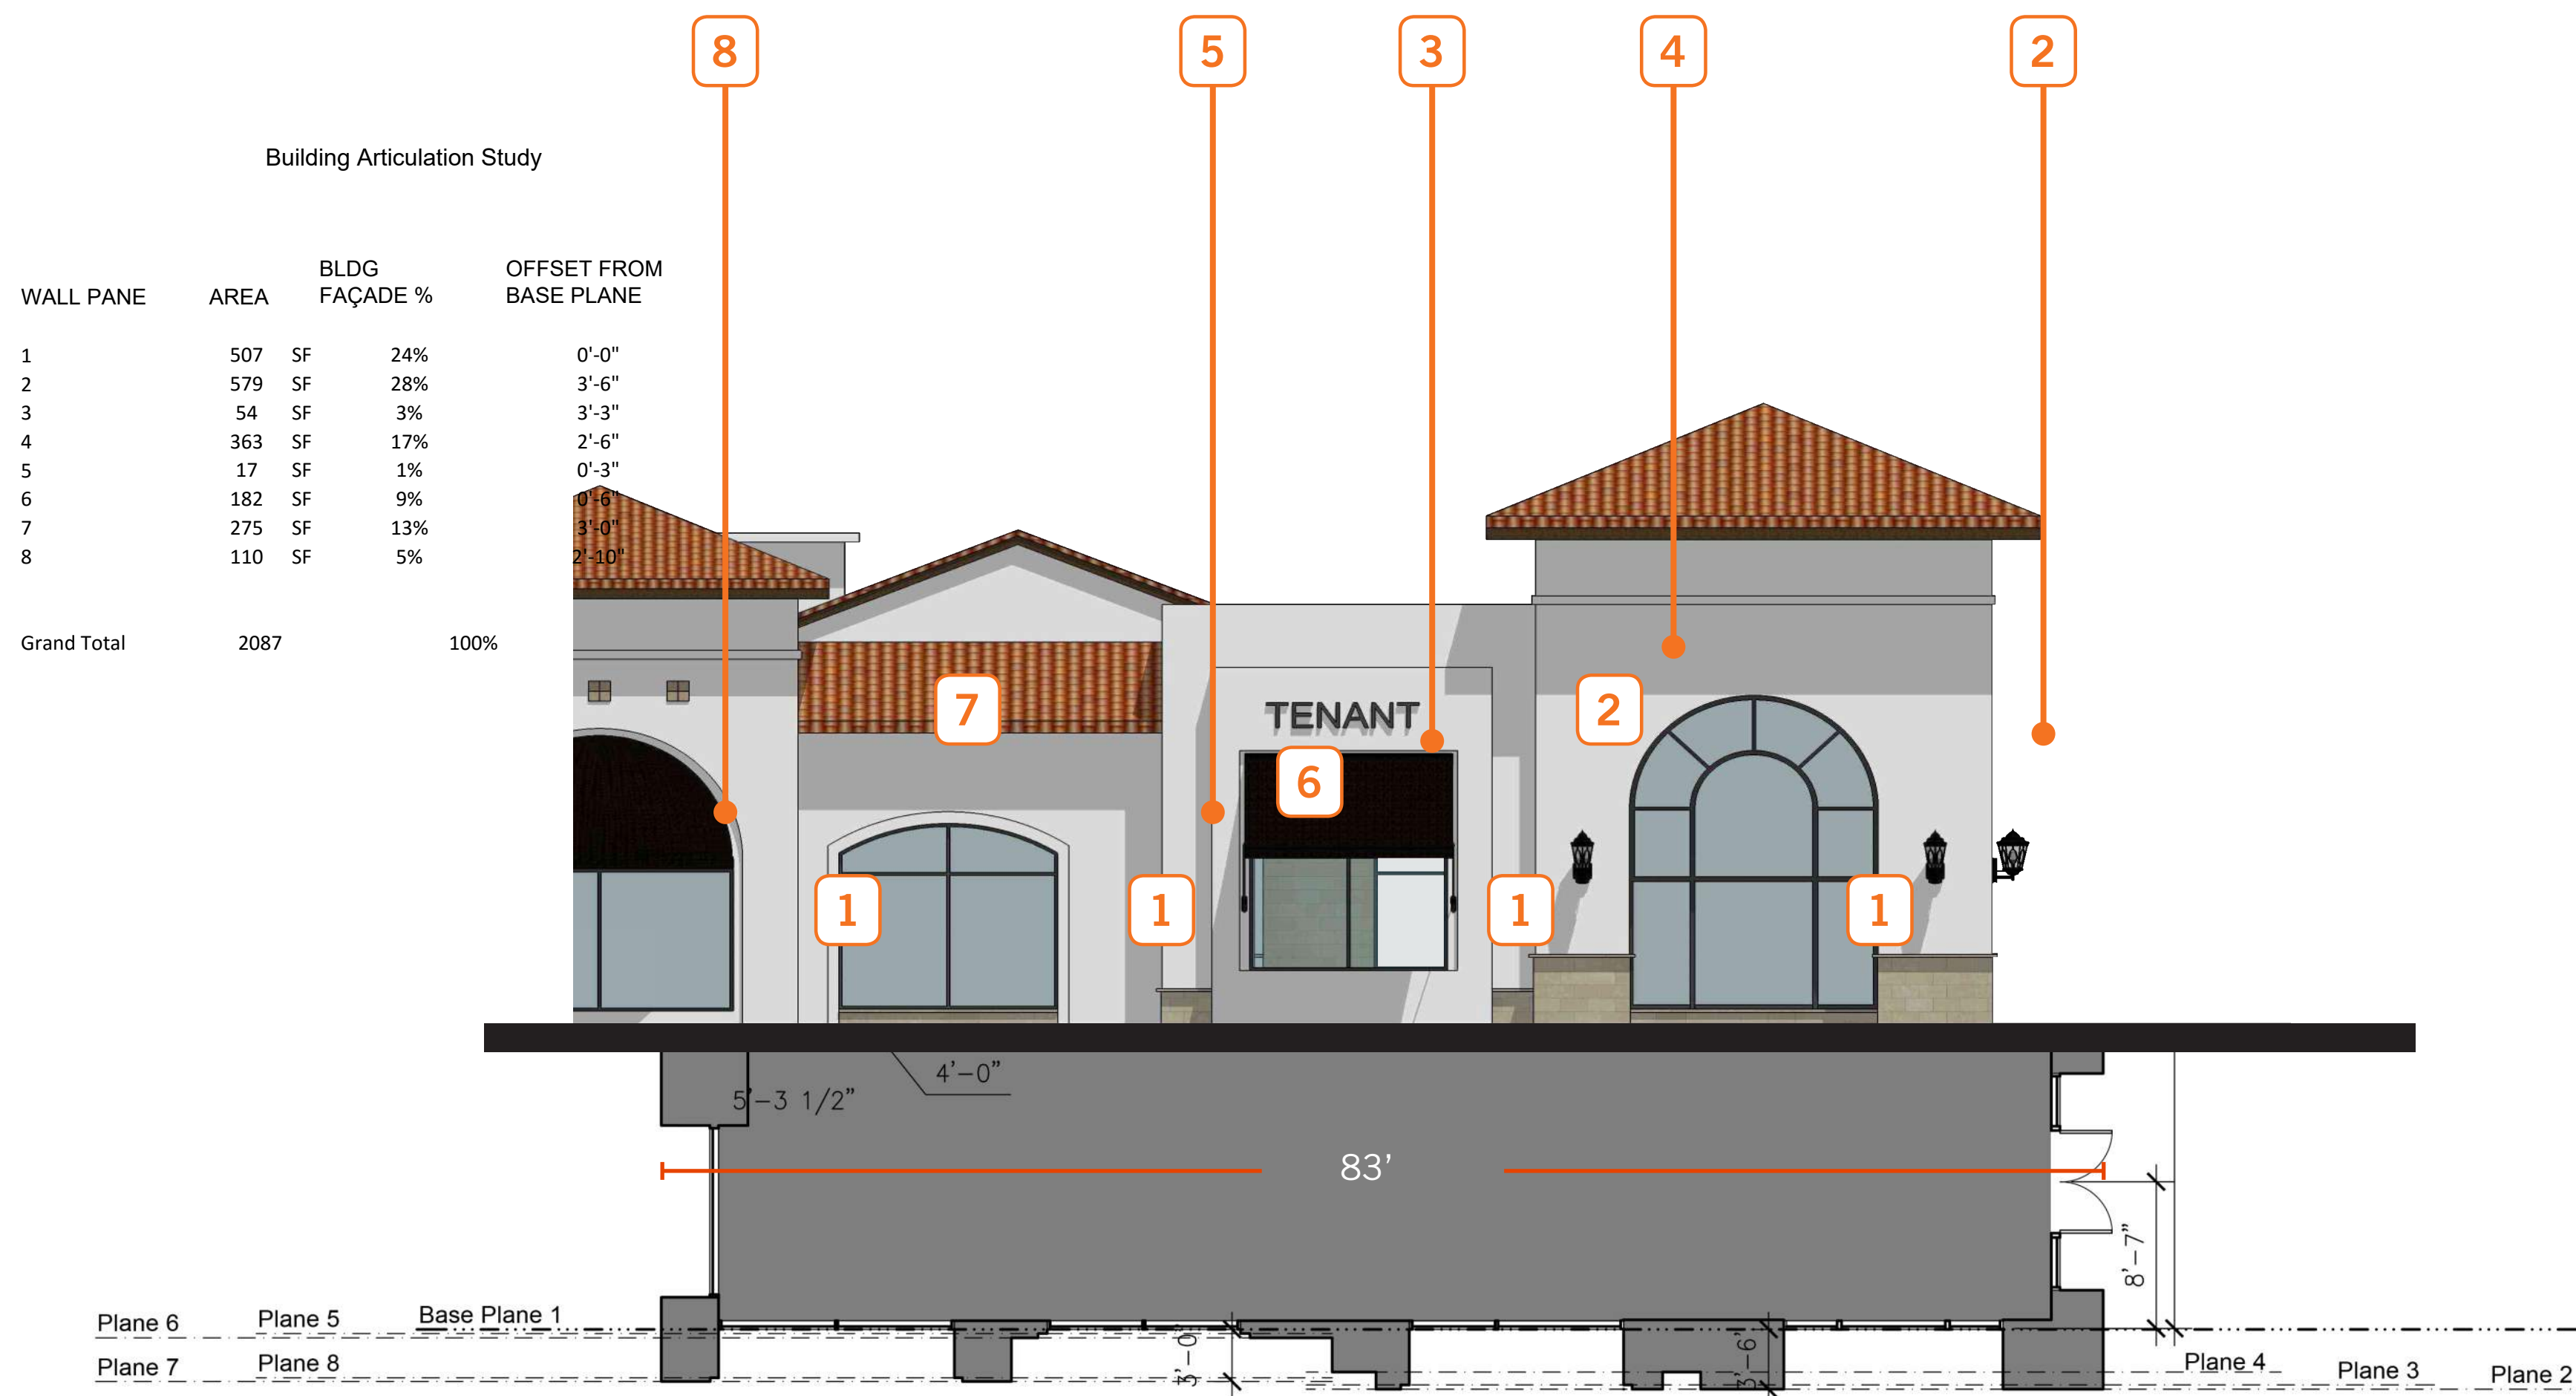 8 5 3 4 2
Building Articulation Study
WALL PANE AREA BLDG FAÇADE % OFFSET FROM BASE PLANE
1 507 SF 24% 0'-0"
2 579 SF 28% 3'-6"
3 54 SF 3% 3'-3"
4 363 SF 17% 2'-6"
5 17 SF 1% 0'-3"
6 182 SF 9% 0'-6"
7 275 SF 13% 3'-0"
8 110 SF 5% 2'-10"
Grand Total 2087 100%
7
TENANT
2
6
1 1 1 1
4'-0"
5'-3 1/2"
83'
8'-7"
Plane 6 Plane 5 Base Plane 1
3'-0"
3'-6"
Plane 7 Plane 8
Plane 4 Plane 3 Plane 2